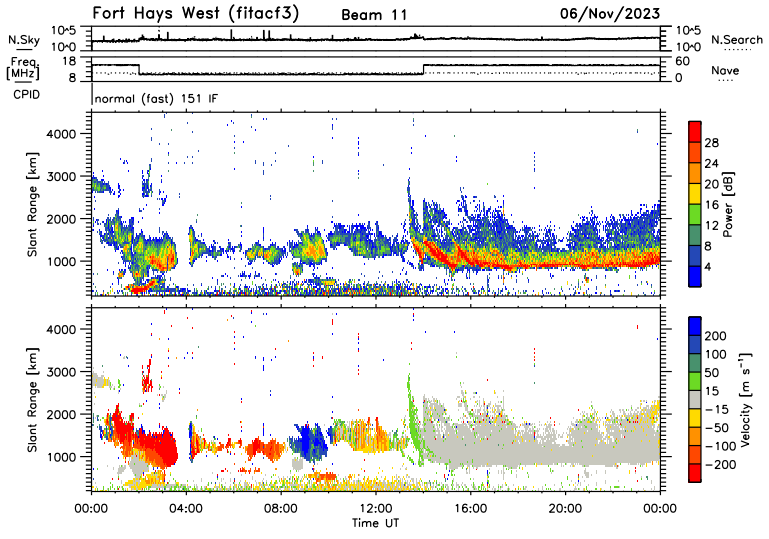 Fort Hays West (fitacf3) Beam 11 06/Nov/2023
N.Sky 10^5 10^0 10^5 10^0 N.Search
Freq. [MHz] 18 8 60 0 Nave
CPID normal (fast) 151 IF
Slant Range [km]
4000
3000
2000
1000
28
24
20
16
12
8
4
Power [dB]
Slant Range [km]
4000
3000
2000
1000
200
100
50
15
-15
-50
-100
-200
Velocity [m s⁻¹]
00:00 04:00 08:00 12:00 16:00 20:00 00:00
Time UT